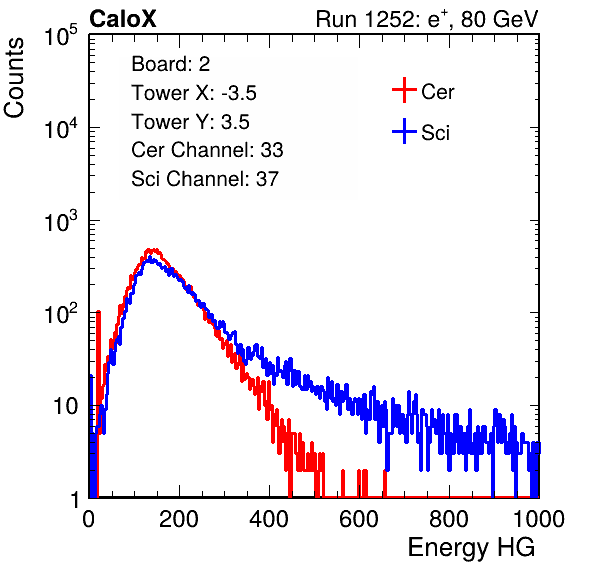 CaloX Run 1252: e⁺, 80 GeV
Counts
10⁵
10⁴
10³
10²
10
1
Board: 2
Tower X: -3.5
Tower Y: 3.5
Cer Channel: 33
Sci Channel: 37
Cer
Sci
0 200 400 600 800 1000
Energy HG